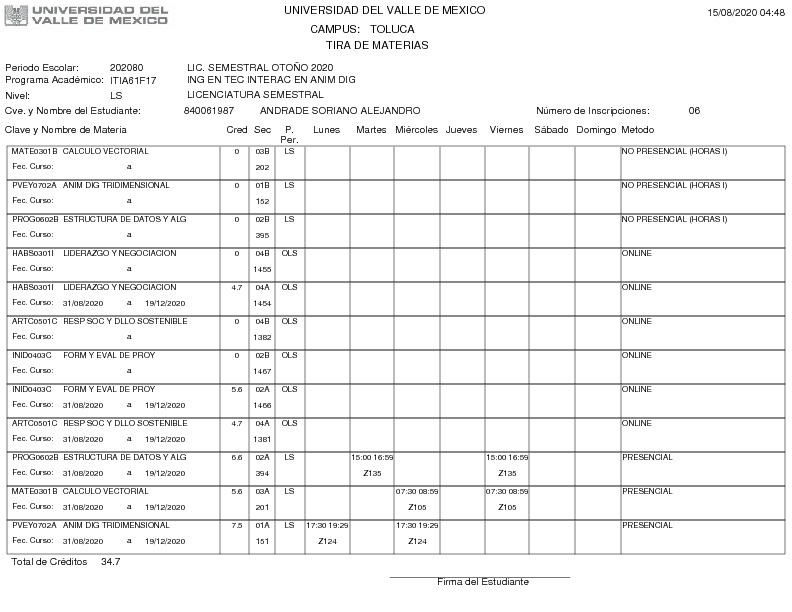 UNIVERSIDAD DEL
VALLE DE MEXICO
UNIVERSIDAD DEL VALLE DE MEXICO
15/08/2020 04:48
CAMPUS: TOLUCA
TIRA DE MATERIAS
Periodo Escolar: 202080 LIC. SEMESTRAL OTOÑO 2020
Programa Académico: ITIA61F17 ING EN TEC INTERAC EN ANIM DIG
Nivel: LS LICENCIATURA SEMESTRAL
Cve. y Nombre del Estudiante: 840061987 ANDRADE SORIANO ALEJANDRO Número de Inscripciones: 06
Clave y Nombre de Materia Cred Sec P. Per. Lunes Martes Miércoles Jueves Viernes Sábado Domingo Metodo
MATE0301B CALCULO VECTORIAL 0 03B LS NO PRESENCIAL (HORAS I)
Fec. Curso: a 202
PVEY0702A ANIM DIG TRIDIMENSIONAL 0 01B LS NO PRESENCIAL (HORAS I)
Fec. Curso: a 152
PROG0602B ESTRUCTURA DE DATOS Y ALG 0 02B LS NO PRESENCIAL (HORAS I)
Fec. Curso: a 395
HABS0301I LIDERAZGO Y NEGOCIACION 0 04B OLS ONLINE
Fec. Curso: a 1455
HABS0301I LIDERAZGO Y NEGOCIACION 4.7 04A OLS ONLINE
Fec. Curso: 31/08/2020 a 19/12/2020 1454
ARTC0501C RESP SOC Y DLLO SOSTENIBLE 0 04B OLS ONLINE
Fec. Curso: a 1382
INID0403C FORM Y EVAL DE PROY 0 02B OLS ONLINE
Fec. Curso: a 1467
INID0403C FORM Y EVAL DE PROY 5.6 02A OLS ONLINE
Fec. Curso: 31/08/2020 a 19/12/2020 1466
ARTC0501C RESP SOC Y DLLO SOSTENIBLE 4.7 04A OLS ONLINE
Fec. Curso: 31/08/2020 a 19/12/2020 1381
PROG0602B ESTRUCTURA DE DATOS Y ALG 6.6 02A LS 15:00 16:59 15:00 16:59 PRESENCIAL
Fec. Curso: 31/08/2020 a 19/12/2020 394 Z135 Z135
MATE0301B CALCULO VECTORIAL 5.6 03A LS 07:30 08:59 07:30 08:59 PRESENCIAL
Fec. Curso: 31/08/2020 a 19/12/2020 201 Z105 Z105
PVEY0702A ANIM DIG TRIDIMENSIONAL 7.5 01A LS 17:30 19:29 17:30 19:29 PRESENCIAL
Fec. Curso: 31/08/2020 a 19/12/2020 151 Z124 Z124
Total de Créditos 34.7
Firma del Estudiante